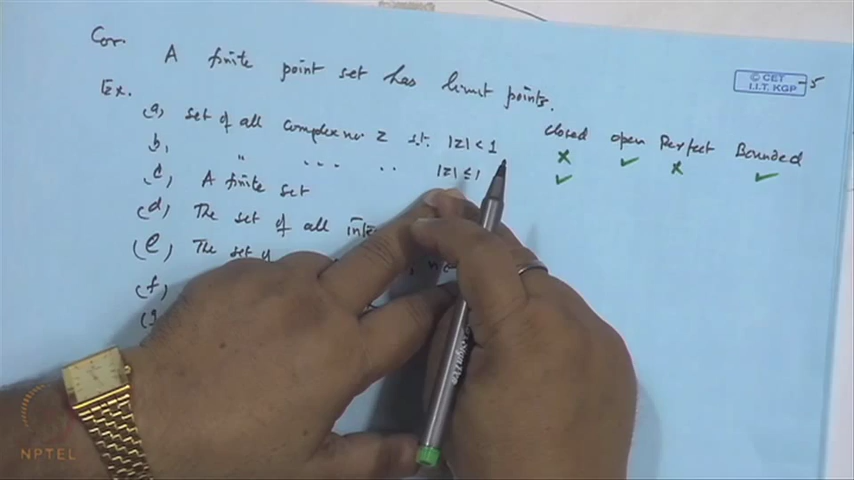 Cor. A finite point set has limit points.
© CET
I.I.T. KGP
-5
Ex.
closed open Perfect Bounded
(a) set of all complex no. z s.t. |z| < 1 × ✓ × ✓
b, " ... .. |z| ≤ 1 ✓
(c) A finite set
(d) The set of all
(e) The set of
(f)
NPTEL